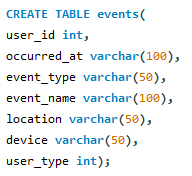 CREATE TABLE events(
user_id int,
occurred_at varchar(100),
event_type varchar(50),
event_name varchar(100),
location varchar(50),
device varchar(50),
user_type int);